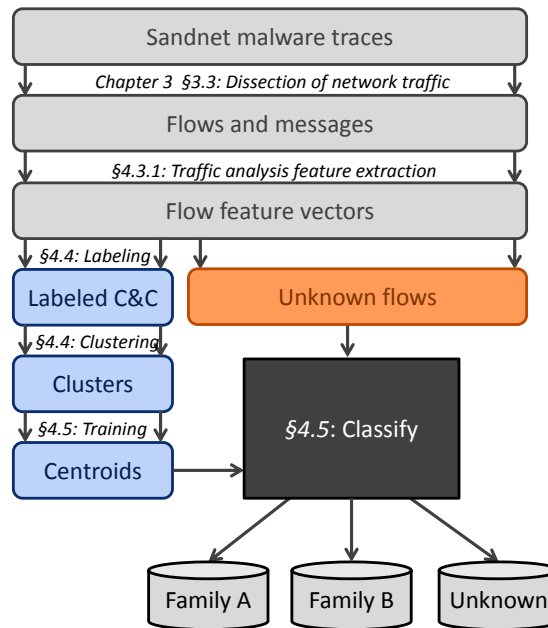 Sandnet malware traces
Chapter 3 §3.3: Dissection of network traffic
Flows and messages
§4.3.1: Traffic analysis feature extraction
Flow feature vectors
§4.4: Labeling
Labeled C&C
Unknown flows
§4.4: Clustering
Clusters
§4.5: Classify
§4.5: Training
Centroids
Family A
Family B
Unknown